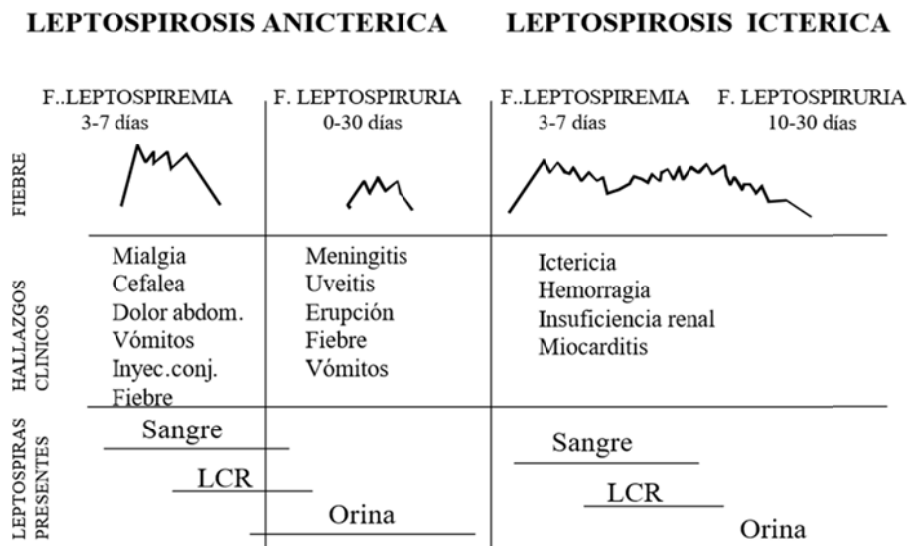 LEPTOSPIROSIS ANICTERICA
LEPTOSPIROSIS ICTERICA
F..LEPTOSPIREMIA
3-7 días
F. LEPTOSPIRURIA
0-30 días
F..LEPTOSPIREMIA
3-7 días
F. LEPTOSPIRURIA
10-30 días
FIEBRE
HALLAZGOS
CLINICOS
Mialgia
Cefalea
Dolor abdom.
Vómitos
Inyec.conj.
Fiebre
Meningitis
Uveitis
Erupción
Fiebre
Vómitos
Ictericia
Hemorragia
Insuficiencia renal
Miocarditis
LEPTOSPIRAS
PRESENTES
Sangre
LCR
Orina
Sangre
LCR
Orina